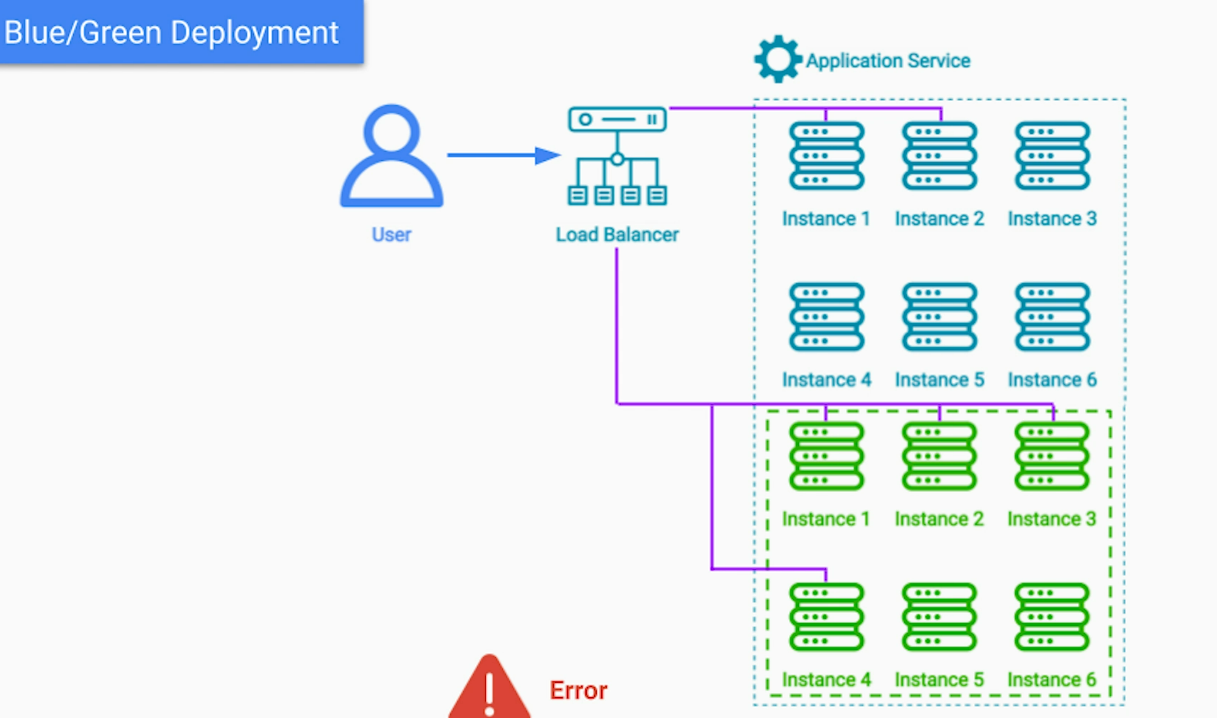 Blue/Green Deployment
Application Service
User
Load Balancer
Instance 1 Instance 2 Instance 3
Instance 4 Instance 5 Instance 6
Instance 1 Instance 2 Instance 3
Instance 4 Instance 5 Instance 6
Error